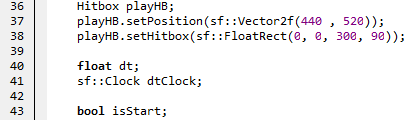 36 Hitbox playHB;
37 playHB.setPosition(sf::Vector2f(440 , 520));
38 playHB.setHitbox(sf::FloatRect(0, 0, 300, 90));
39
40 float dt;
41 sf::Clock dtClock;
42
43 bool isStart;